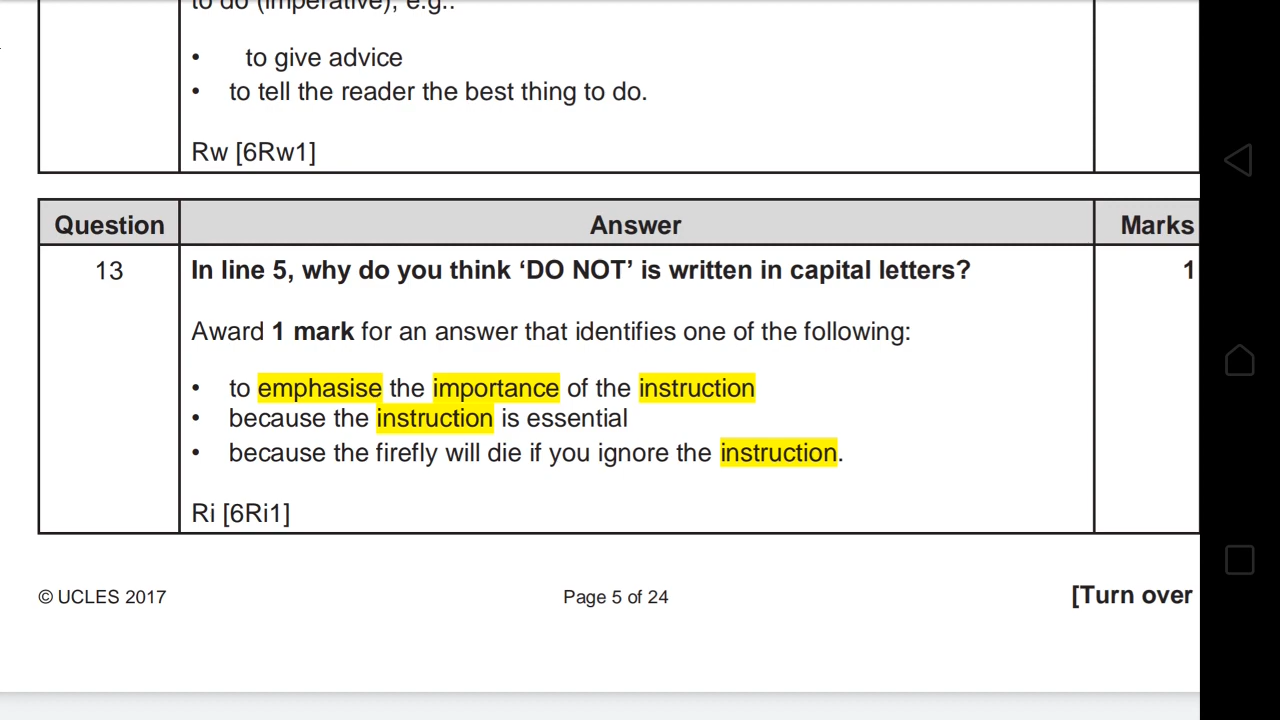 to do (imperative), e.g.:
• to give advice
• to tell the reader the best thing to do.
Rw [6Rw1]
Question Answer Marks
13 In line 5, why do you think ‘DO NOT’ is written in capital letters? 1
Award 1 mark for an answer that identifies one of the following:
• to emphasise the importance of the instruction
• because the instruction is essential
• because the firefly will die if you ignore the instruction.
Ri [6Ri1]
© UCLES 2017 Page 5 of 24 [Turn over